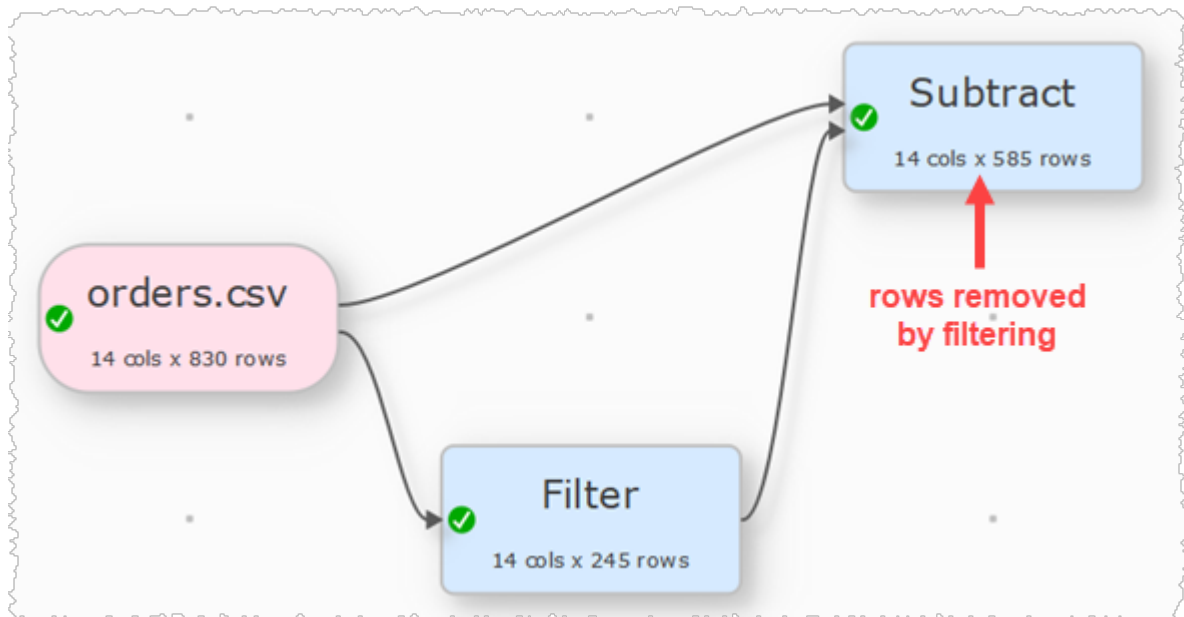 Subtract
14 cols x 585 rows
orders.csv
14 cols x 830 rows
rows removed
by filtering
Filter
14 cols x 245 rows